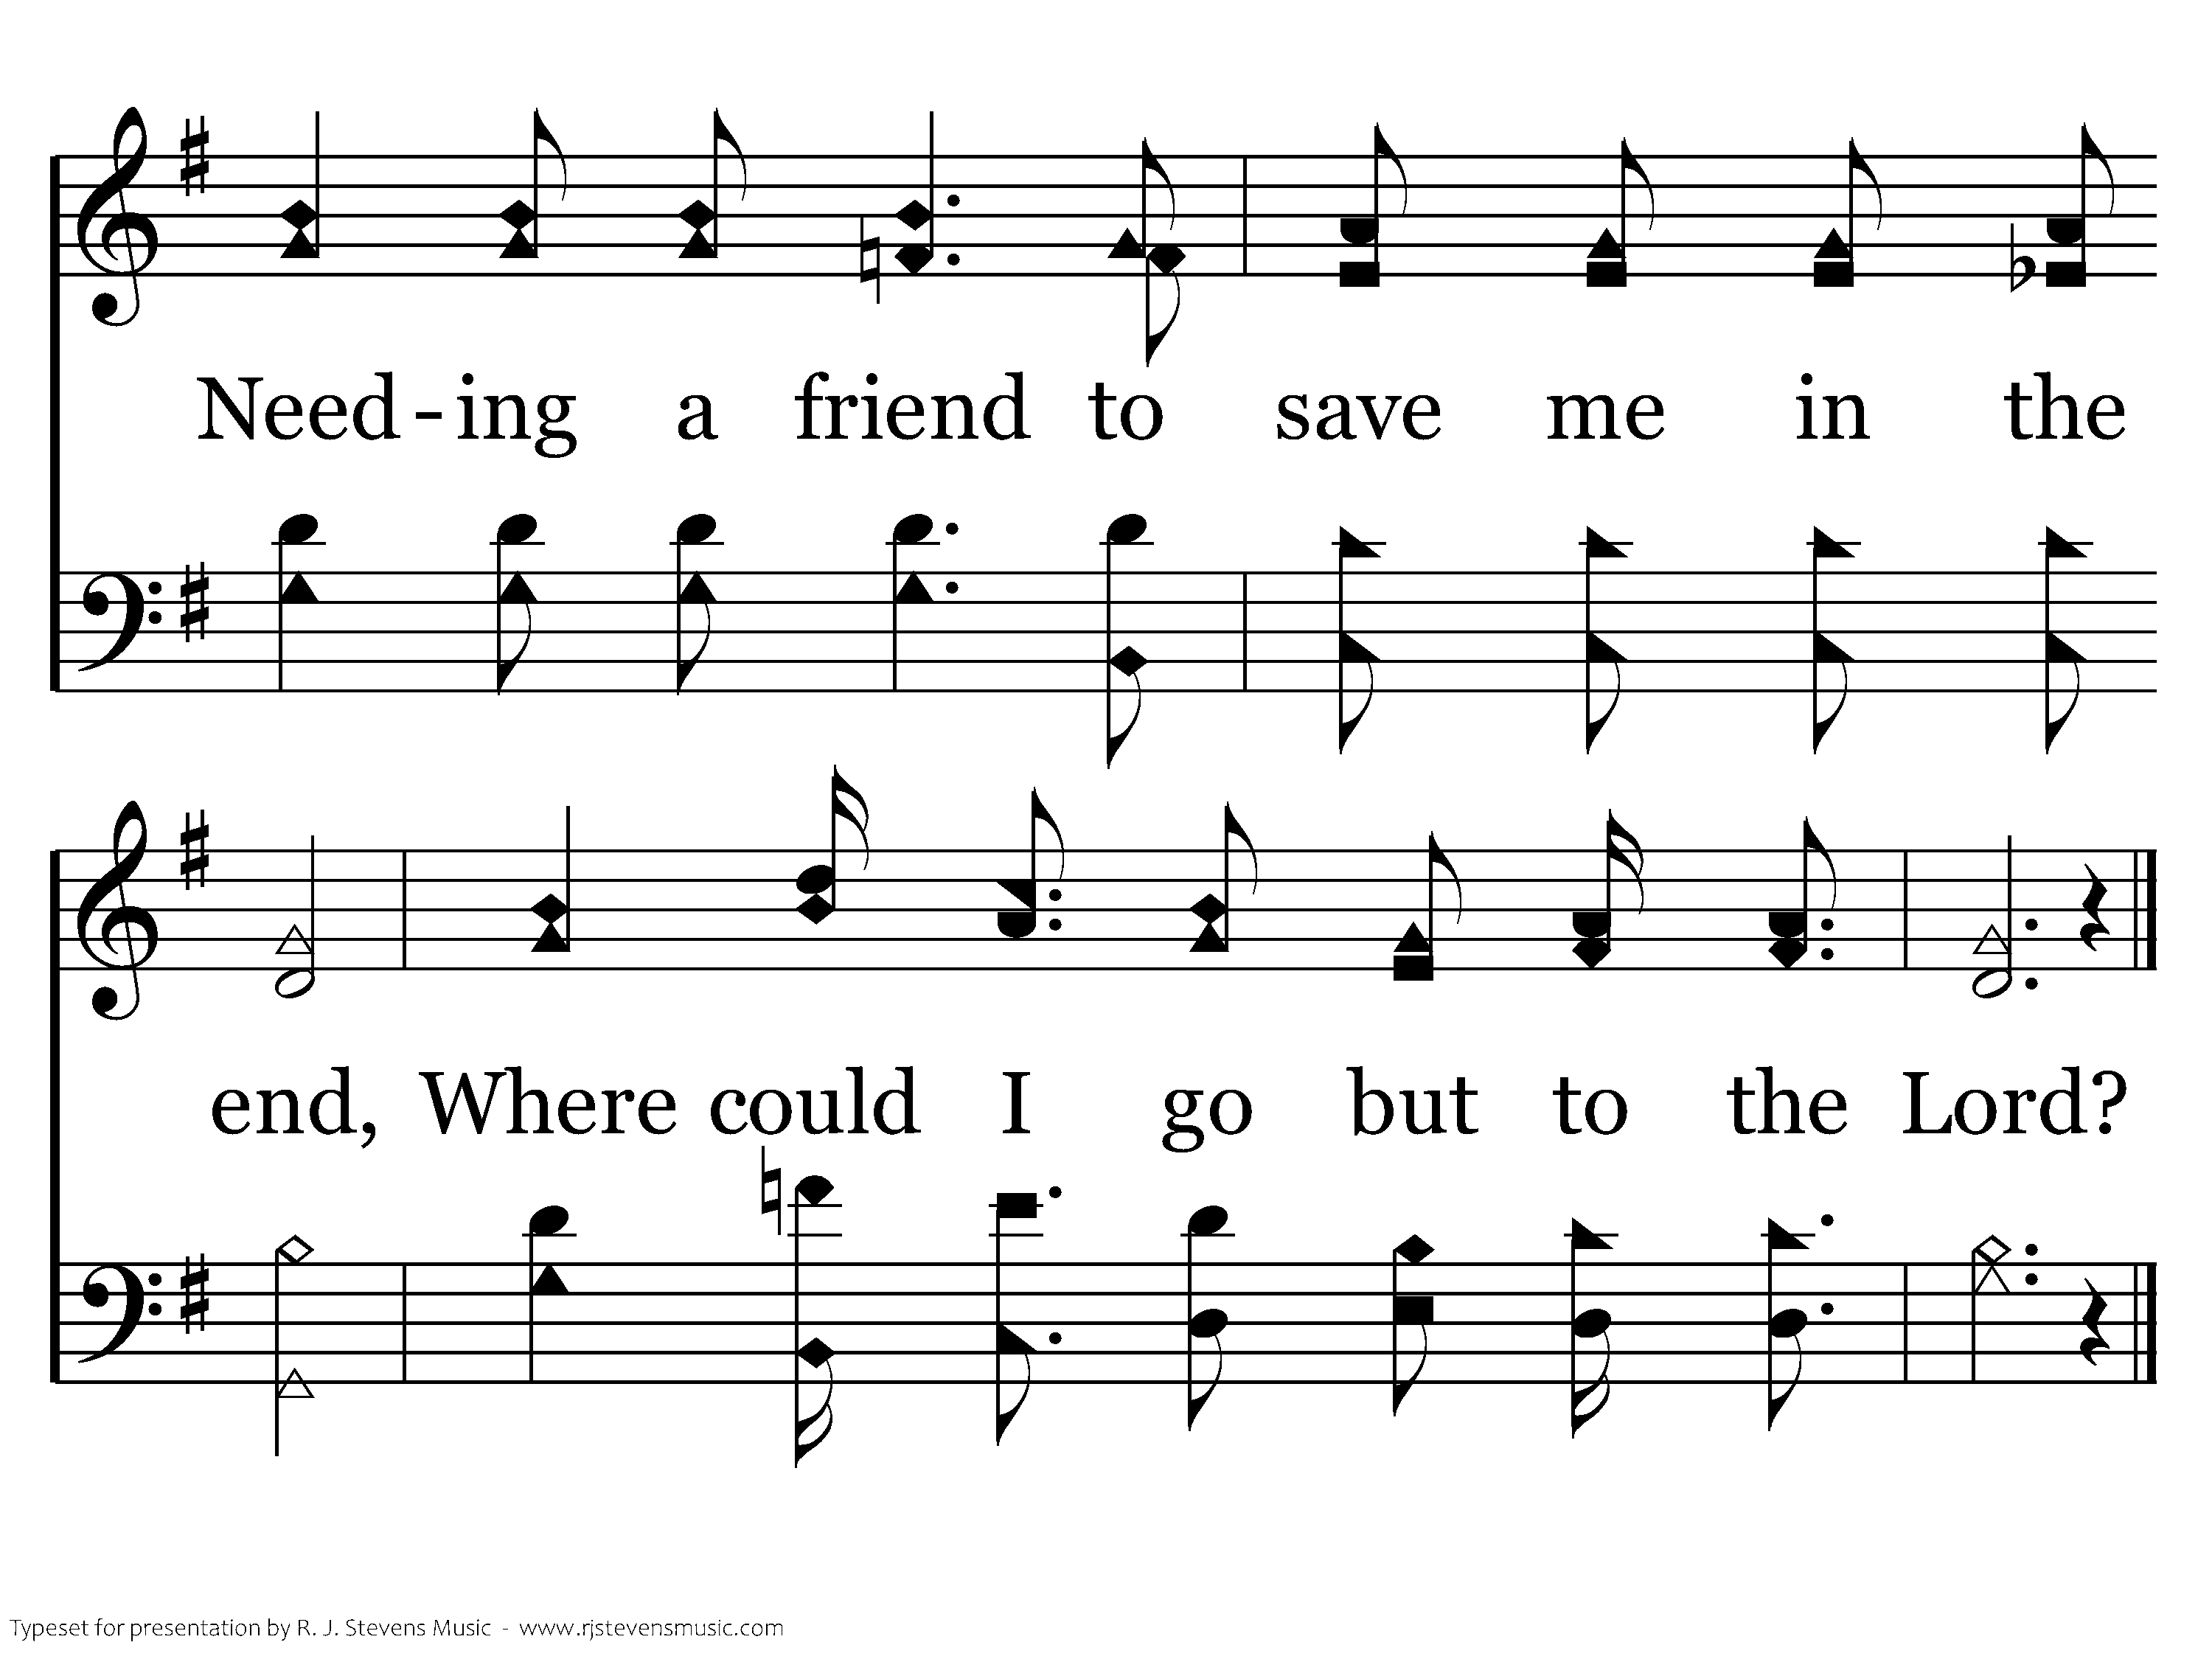 Need-ing a friend to save me in the
end, Where could I go but to the Lord?
Typeset for presentation by R. J. Stevens Music - www.rjstevensmusic.com